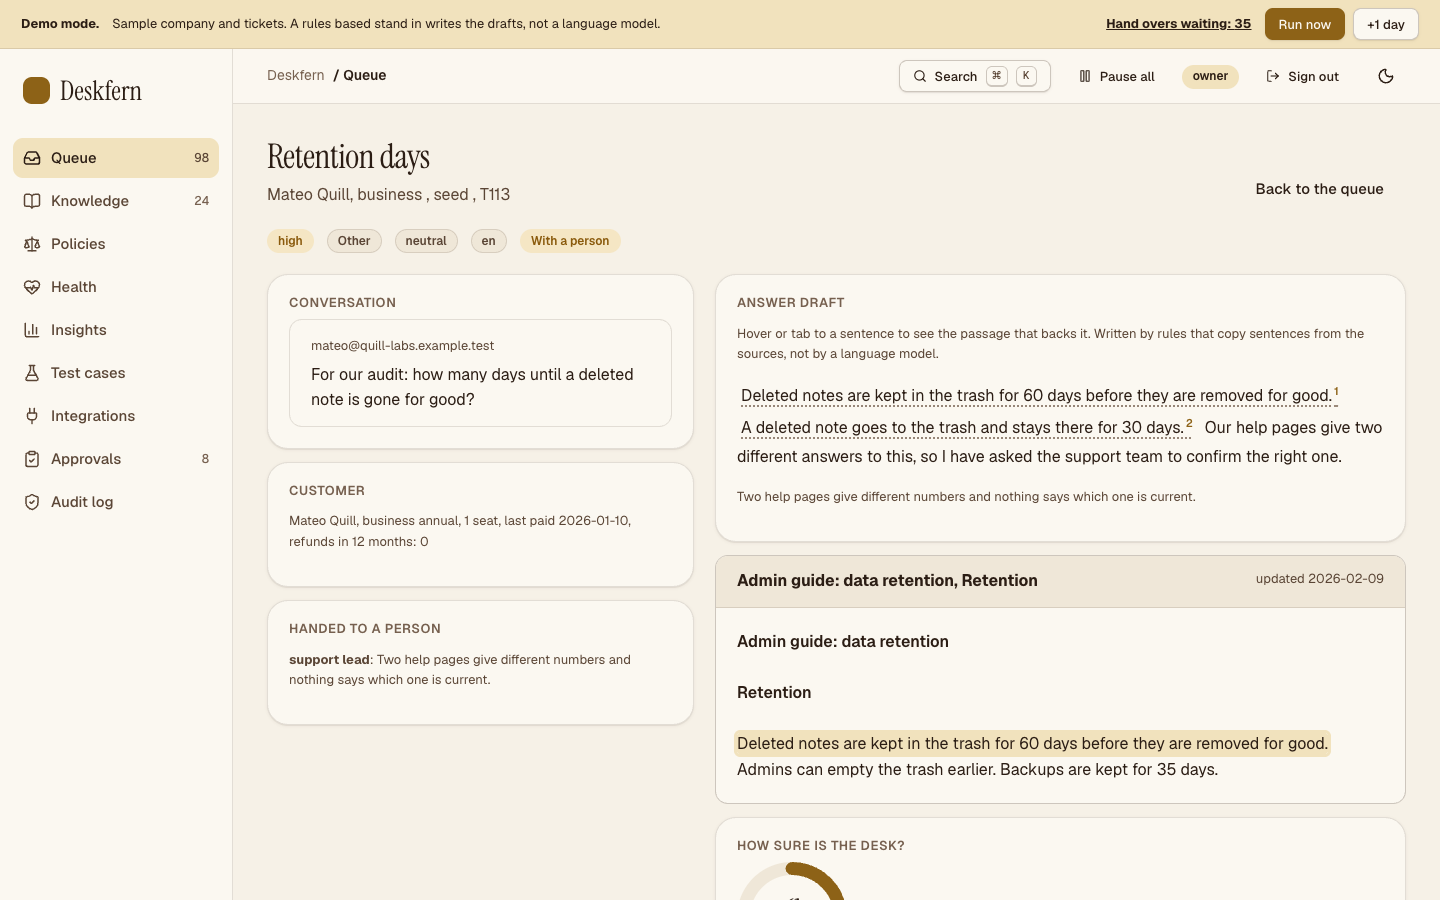 Demo mode. Sample company and tickets. A rules based stand in writes the drafts, not a language model.
Hand overs waiting: 35
Run now
+1 day
Deskfern
Deskfern / Queue
Search ⌘ K
Pause all
owner
Sign out
Queue 98
Knowledge 24
Policies
Health
Insights
Test cases
Integrations
Approvals 8
Audit log
Retention days
Mateo Quill, business , seed , T113
Back to the queue
high
Other
neutral
en
With a person
CONVERSATION
mateo@quill-labs.example.test
For our audit: how many days until a deleted
note is gone for good?
CUSTOMER
Mateo Quill, business annual, 1 seat, last paid 2026-01-10,
refunds in 12 months: 0
HANDED TO A PERSON
support lead: Two help pages give different numbers and
nothing says which one is current.
ANSWER DRAFT
Hover or tab to a sentence to see the passage that backs it. Written by rules that copy sentences from the
sources, not by a language model.
Deleted notes are kept in the trash for 60 days before they are removed for good. 1
A deleted note goes to the trash and stays there for 30 days. 2 Our help pages give two
different answers to this, so I have asked the support team to confirm the right one.
Two help pages give different numbers and nothing says which one is current.
Admin guide: data retention, Retention
updated 2026-02-09
Admin guide: data retention
Retention
Deleted notes are kept in the trash for 60 days before they are removed for good.
Admins can empty the trash earlier. Backups are kept for 35 days.
HOW SURE IS THE DESK?